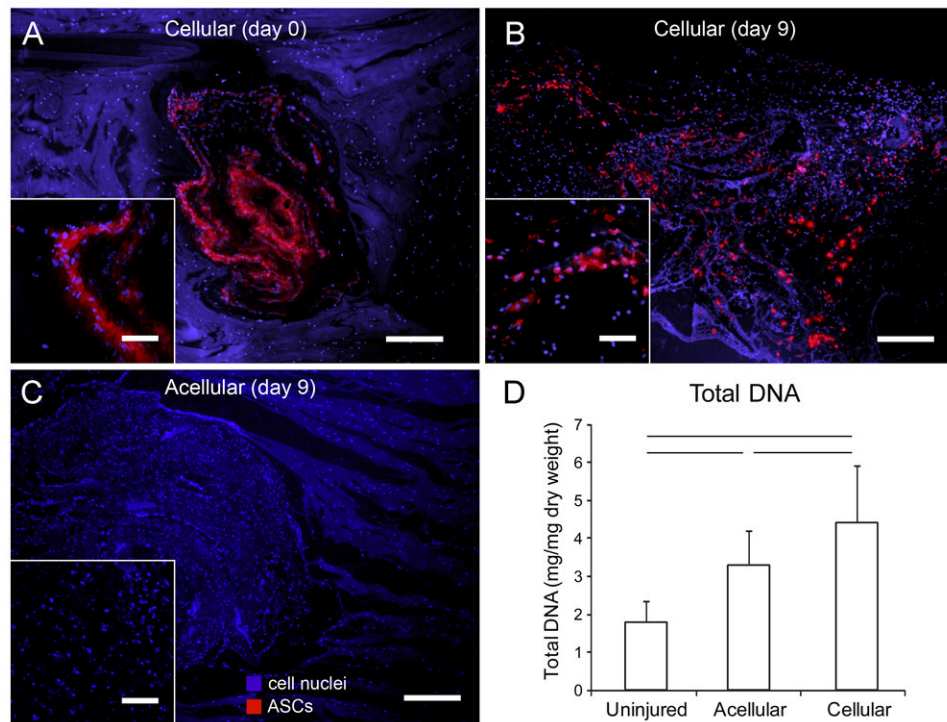 A
Cellular (day 0)
B
Cellular (day 9)
C
Acellular (day 9)
cell nuclei
ASCs
D
Total DNA
Total DNA (mg/mg dry weight)
7
6
5
4
3
2
1
0
Uninjured
Acellular
Cellular